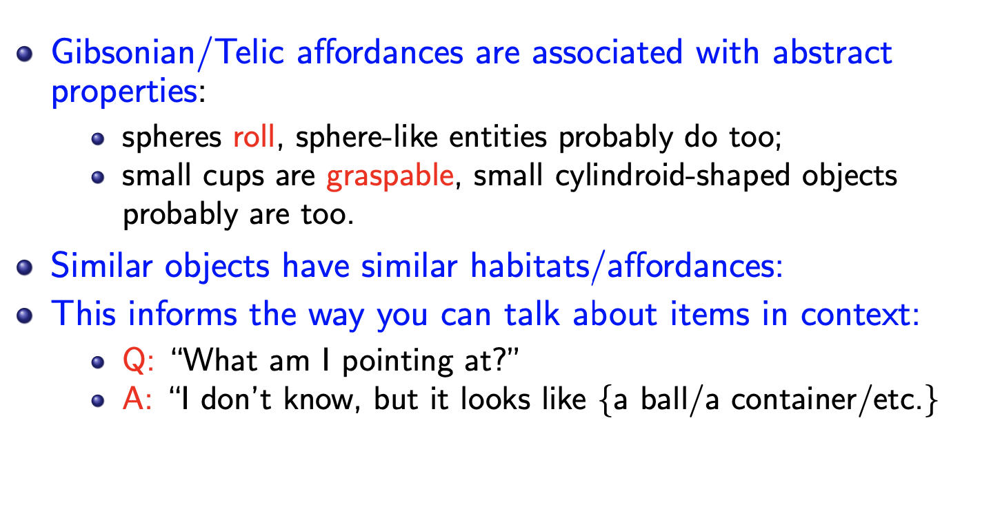 Gibsonian/Telic affordances are associated with abstract
properties:
spheres roll, sphere-like entities probably do too;
small cups are graspable, small cylindroid-shaped objects
probably are too.
Similar objects have similar habitats/affordances:
This informs the way you can talk about items in context:
Q: “What am I pointing at?”
A: “I don’t know, but it looks like {a ball/a container/etc.}